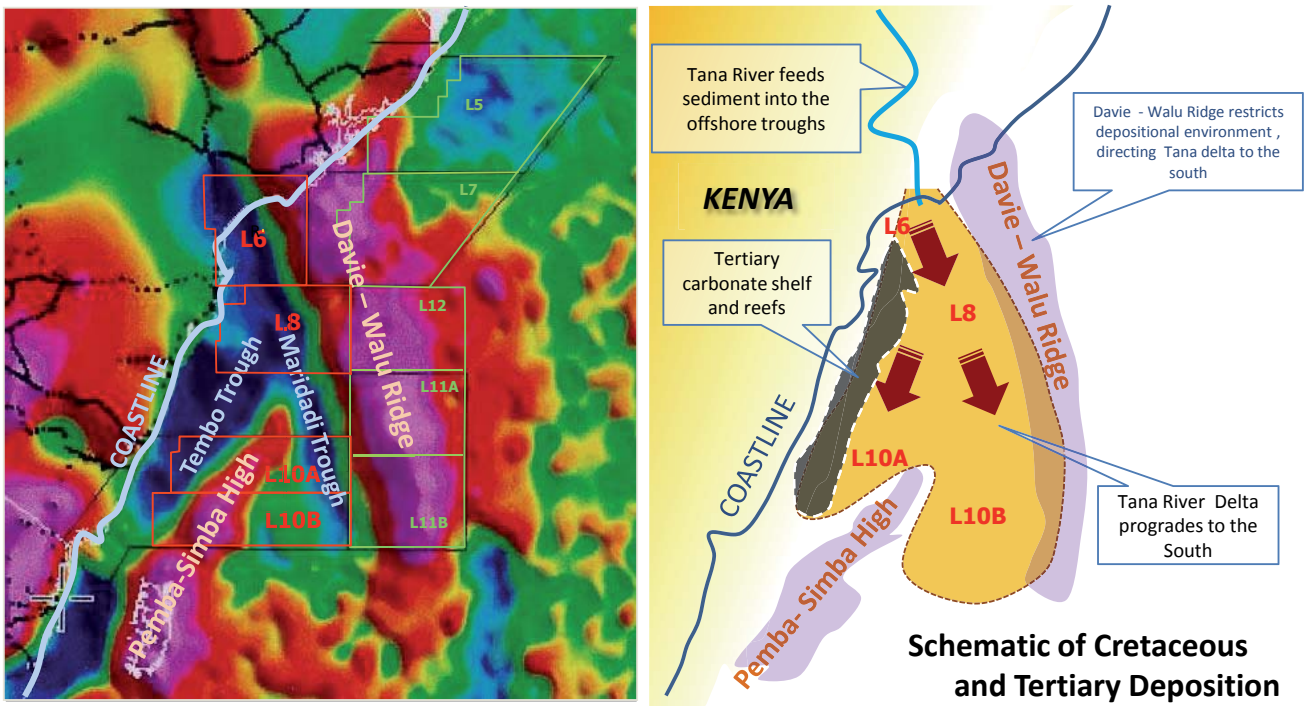 L5
L7
L6
Davie – Walu Ridge
L12
L8
COASTLINE
Tembo Trough
Maridadi Trough
L11A
L10A
Pemba-Simba High
L10B
L11B
Tana River feeds
sediment into the
offshore troughs
Davie - Walu Ridge restricts
depositional environment ,
directing Tana delta to the
south
KENYA
Davie – Walu Ridge
L6
Tertiary
carbonate shelf
and reefs
L8
COASTLINE
L10A
L10B
Tana River Delta
progrades to the
South
Pemba- Simba High
Schematic of Cretaceous
and Tertiary Deposition